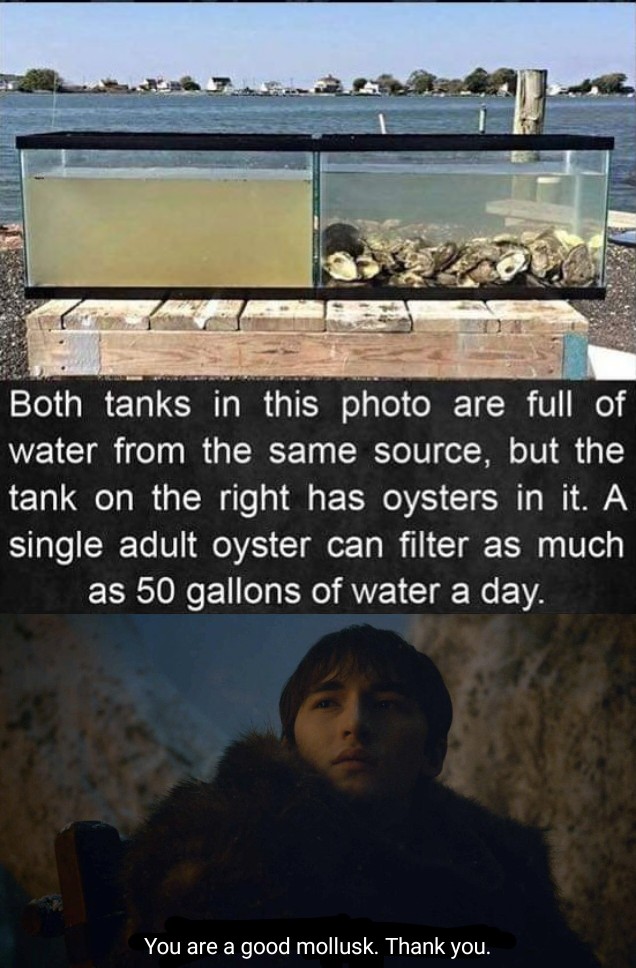 Both tanks in this photo are full of
water from the same source, but the
tank on the right has oysters in it. A
single adult oyster can filter as much
as 50 gallons of water a day.
You are a good mollusk. Thank you.